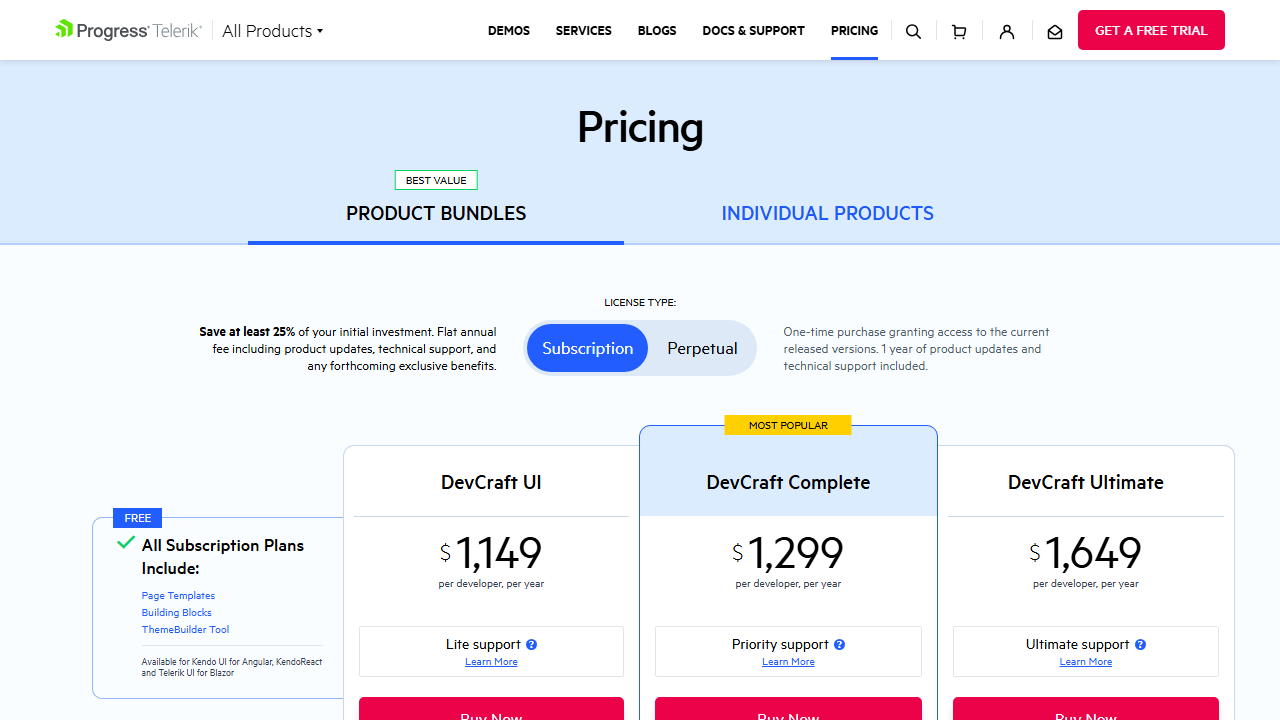 Progress Telerik
All Products
DEMOS
SERVICES
BLOGS
DOCS & SUPPORT
PRICING
GET A FREE TRIAL
Pricing
BEST VALUE
PRODUCT BUNDLES
INDIVIDUAL PRODUCTS
LICENSE TYPE:
Save at least 25% of your initial investment. Flat annual
fee including product updates, technical support, and
any forthcoming exclusive benefits.
Subscription
Perpetual
One-time purchase granting access to the current
released versions. 1 year of product updates and
technical support included.
FREE
All Subscription Plans
Include:
Page Templates
Building Blocks
ThemeBuilder Tool
Available for Kendo UI for Angular, KendoReact
and Telerik UI for Blazor
DevCraft UI
$1,149
per developer, per year
Lite support ?
Learn More
Buy Now
MOST POPULAR
DevCraft Complete
$1,299
per developer, per year
Priority support ?
Learn More
Buy Now
DevCraft Ultimate
$1,649
per developer, per year
Ultimate support ?
Learn More
Buy Now